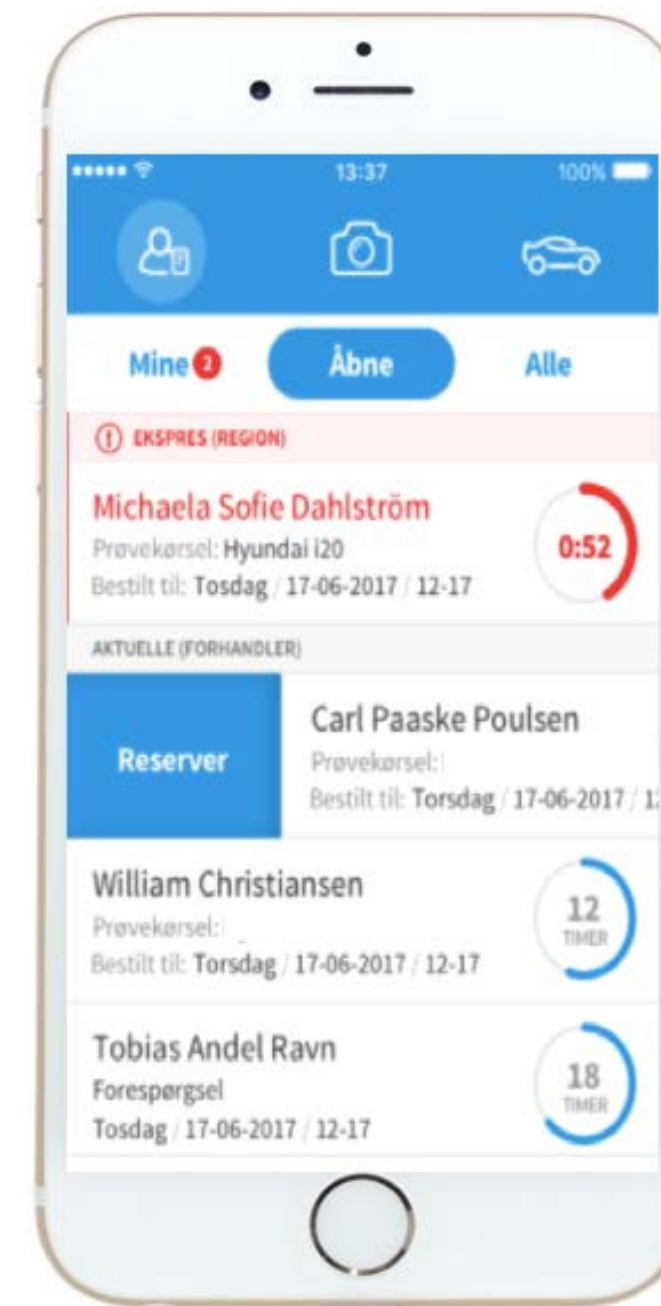 13:37
100%
Mine 2
Åbne
Alle
EKSPRES (REGION)
Michaela Sofie Dahlström
Prøvekørsel: Hyundai i20
Bestilt til: Tosdag / 17-06-2017 / 12-17
0:52
AKTUELLE (FORHANDLER)
Reserver
Carl Paaske Poulsen
Prøvekørsel:
Bestilt til: Torsdag / 17-06-2017 / 1
William Christiansen
Prøvekørsel:
Bestilt til: Torsdag / 17-06-2017 / 12-17
12
TIMER
Tobias Andel Ravn
Forespørgsel
Tosdag / 17-06-2017 / 12-17
18
TIMER